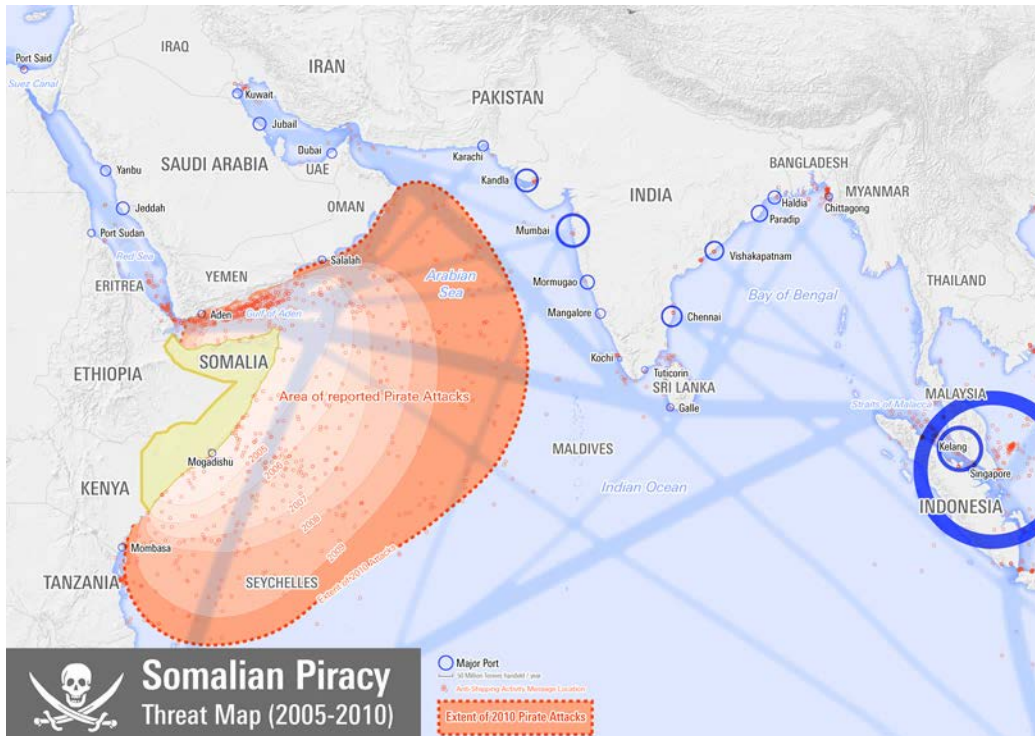 Port Said
Suez Canal
IRAQ
IRAN
Kuwait
PAKISTAN
Jubail
Dubai
UAE
SAUDI ARABIA
Yanbu
Karachi
Kandla
BANGLADESH
INDIA
Haldia
MYANMAR
Chittagong
Paradip
OMAN
Jeddah
Port Sudan
Mumbai
Red Sea
Salalah
Vishakapatnam
Arabian
Sea
YEMEN
ERITREA
Mormugao
Bay of Bengal
THAILAND
Aden
Gulf of Aden
Mangalore
Chennai
SOMALIA
ETHIOPIA
Kochi
Tuticorin
SRI LANKA
Area of reported Pirate Attacks
MALAYSIA
Straits of Malacca
Galle
Mogadishu
2005
2006
2007
2008
2009
Extent of 2010 Attacks
MALDIVES
Kelang
Singapore
KENYA
Indian Ocean
INDONESIA
Mombasa
TANZANIA
SEYCHELLES
Somalian Piracy
Threat Map (2005-2010)
Major Port
50 Million Tonnes handled / year
Anti-Shipping Activity Message Location
Extent of 2010 Pirate Attacks